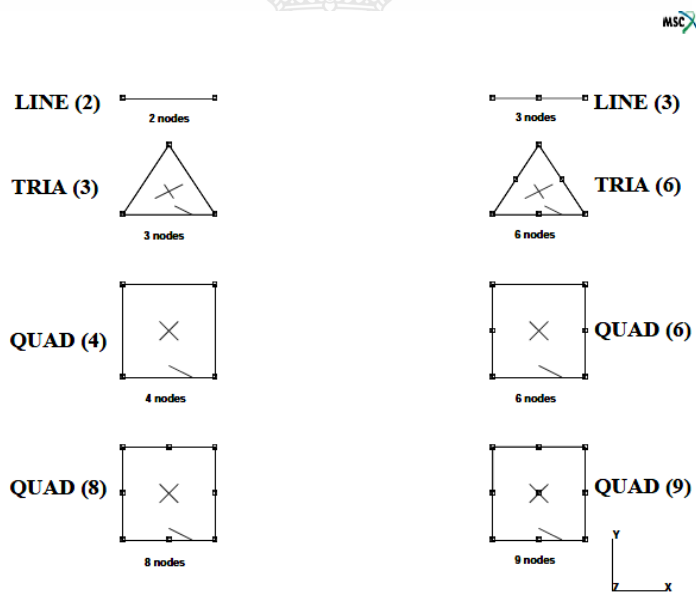 MSC
LINE (2)
2 nodes
LINE (3)
3 nodes
TRIA (3)
3 nodes
TRIA (6)
6 nodes
QUAD (4)
4 nodes
QUAD (6)
6 nodes
QUAD (8)
8 nodes
QUAD (9)
9 nodes
Y
Z X